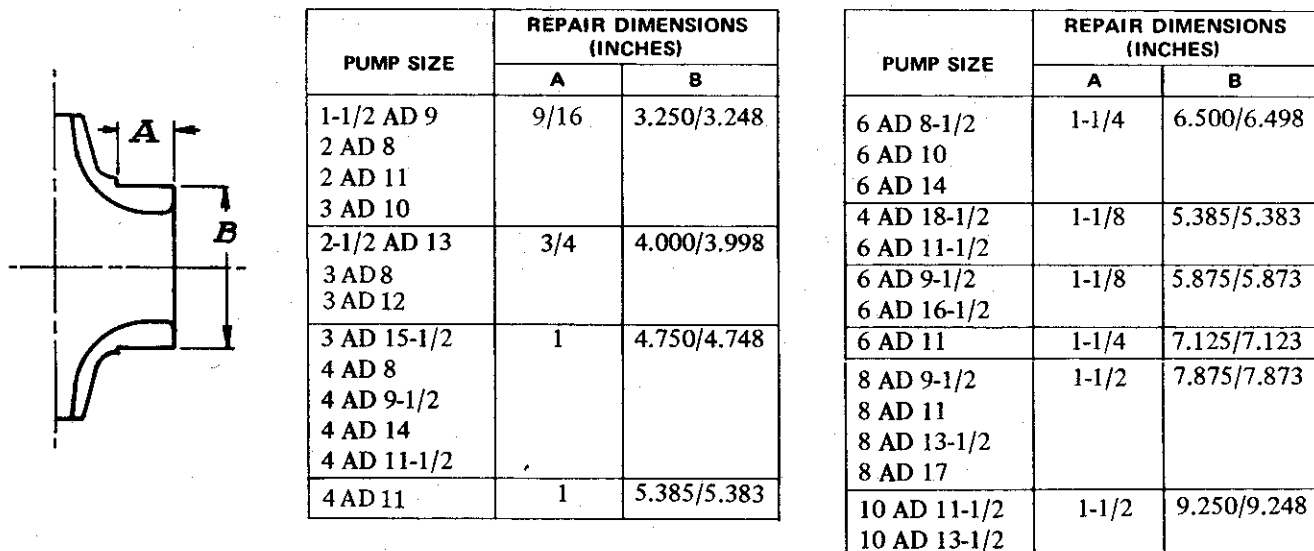 A
B
PUMP SIZE
REPAIR DIMENSIONS
(INCHES)
A B
1-1/2 AD 9 9/16 3.250/3.248
2 AD 8
2 AD 11
3 AD 10
2-1/2 AD 13 3/4 4.000/3.998
3 AD 8
3 AD 12
3 AD 15-1/2 1 4.750/4.748
4 AD 8
4 AD 9-1/2
4 AD 14
4 AD 11-1/2
4 AD 11 1 5.385/5.383
PUMP SIZE
REPAIR DIMENSIONS
(INCHES)
A B
6 AD 8-1/2 1-1/4 6.500/6.498
6 AD 10
6 AD 14
4 AD 18-1/2 1-1/8 5.385/5.383
6 AD 11-1/2
6 AD 9-1/2 1-1/8 5.875/5.873
6 AD 16-1/2
6 AD 11 1-1/4 7.125/7.123
8 AD 9-1/2 1-1/2 7.875/7.873
8 AD 11
8 AD 13-1/2
8 AD 17
10 AD 11-1/2 1-1/2 9.250/9.248
10 AD 13-1/2